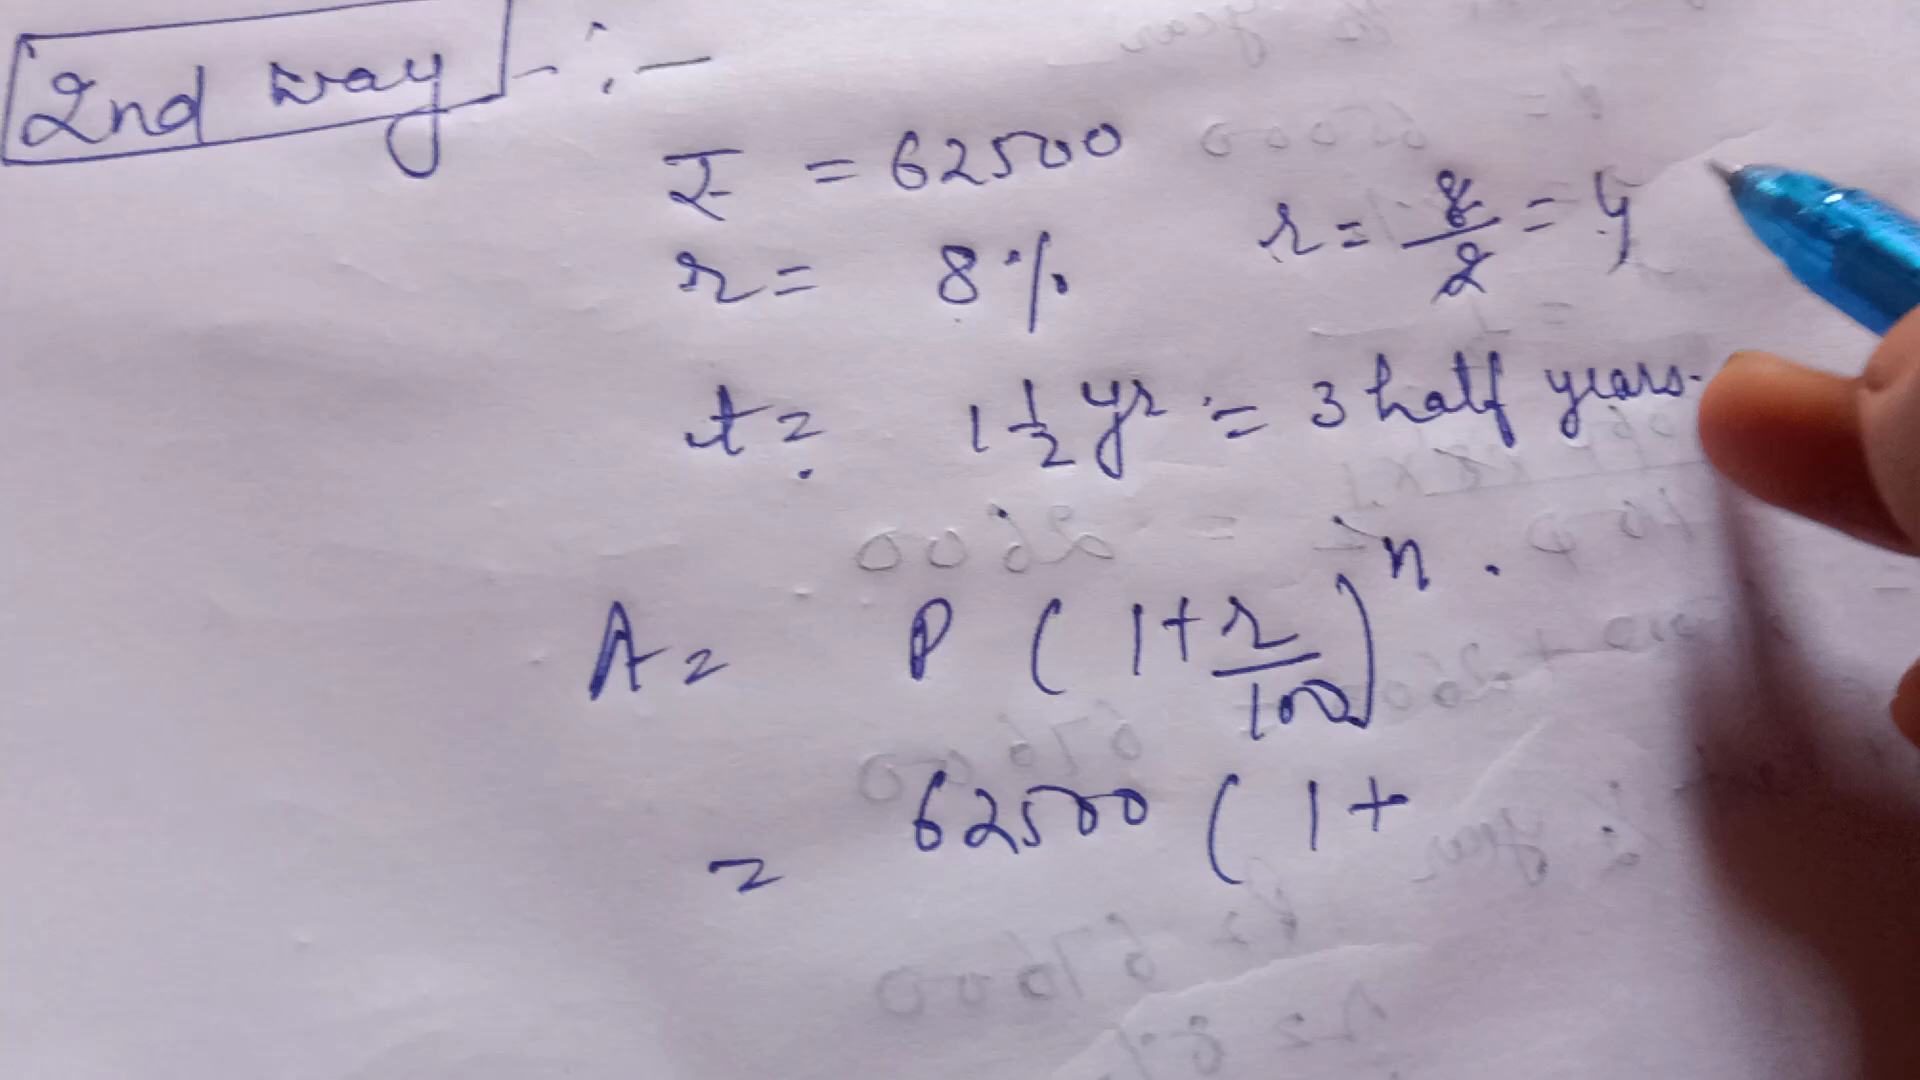 2nd way -:-
= 62500
r = 8% r = 8/2 = 4
t = 1 1/2 yr = 3 half years.
A = P ( 1 + r/100 )^n .
= 62500 ( 1 +